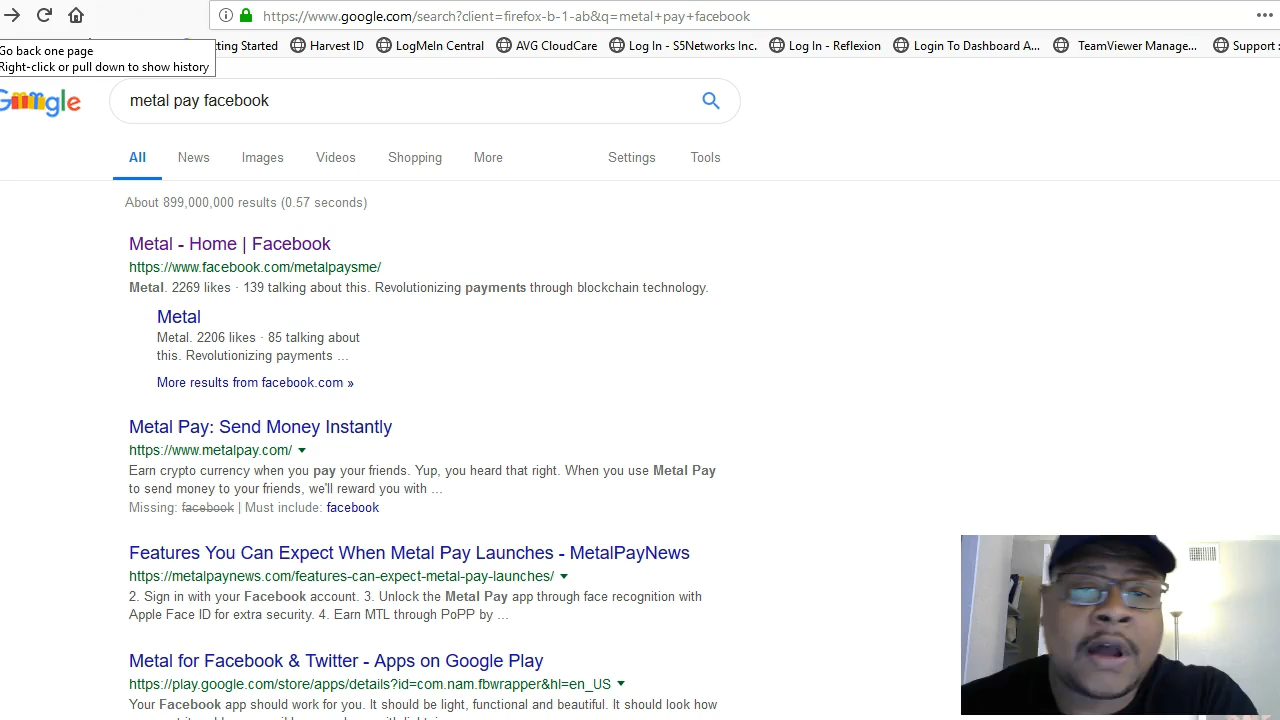 https://www.google.com/search?client=firefox-b-1-ab&q=metal+pay+facebook
Go back one page
Right-click or pull down to show history
ting Started
Harvest ID
LogMeIn Central
AVG CloudCare
Log In - S5Networks Inc.
Log In - Reflexion
Login To Dashboard A...
TeamViewer Manage...
Support
Google
metal pay facebook
All News Images Videos Shopping More Settings Tools
About 899,000,000 results (0.57 seconds)
Metal - Home | Facebook
https://www.facebook.com/metalpaysme/
Metal. 2269 likes · 139 talking about this. Revolutionizing payments through blockchain technology.
Metal
Metal. 2206 likes · 85 talking about
this. Revolutionizing payments ...
More results from facebook.com »
Metal Pay: Send Money Instantly
https://www.metalpay.com/
Earn crypto currency when you pay your friends. Yup, you heard that right. When you use Metal Pay
to send money to your friends, we'll reward you with ...
Missing: facebook | Must include: facebook
Features You Can Expect When Metal Pay Launches - MetalPayNews
https://metalpaynews.com/features-can-expect-metal-pay-launches/
2. Sign in with your Facebook account. 3. Unlock the Metal Pay app through face recognition with
Apple Face ID for extra security. 4. Earn MTL through PoPP by ...
Metal for Facebook & Twitter - Apps on Google Play
https://play.google.com/store/apps/details?id=com.nam.fbwrapper&hl=en_US
Your Facebook app should work for you. It should be light, functional and beautiful. It should look how